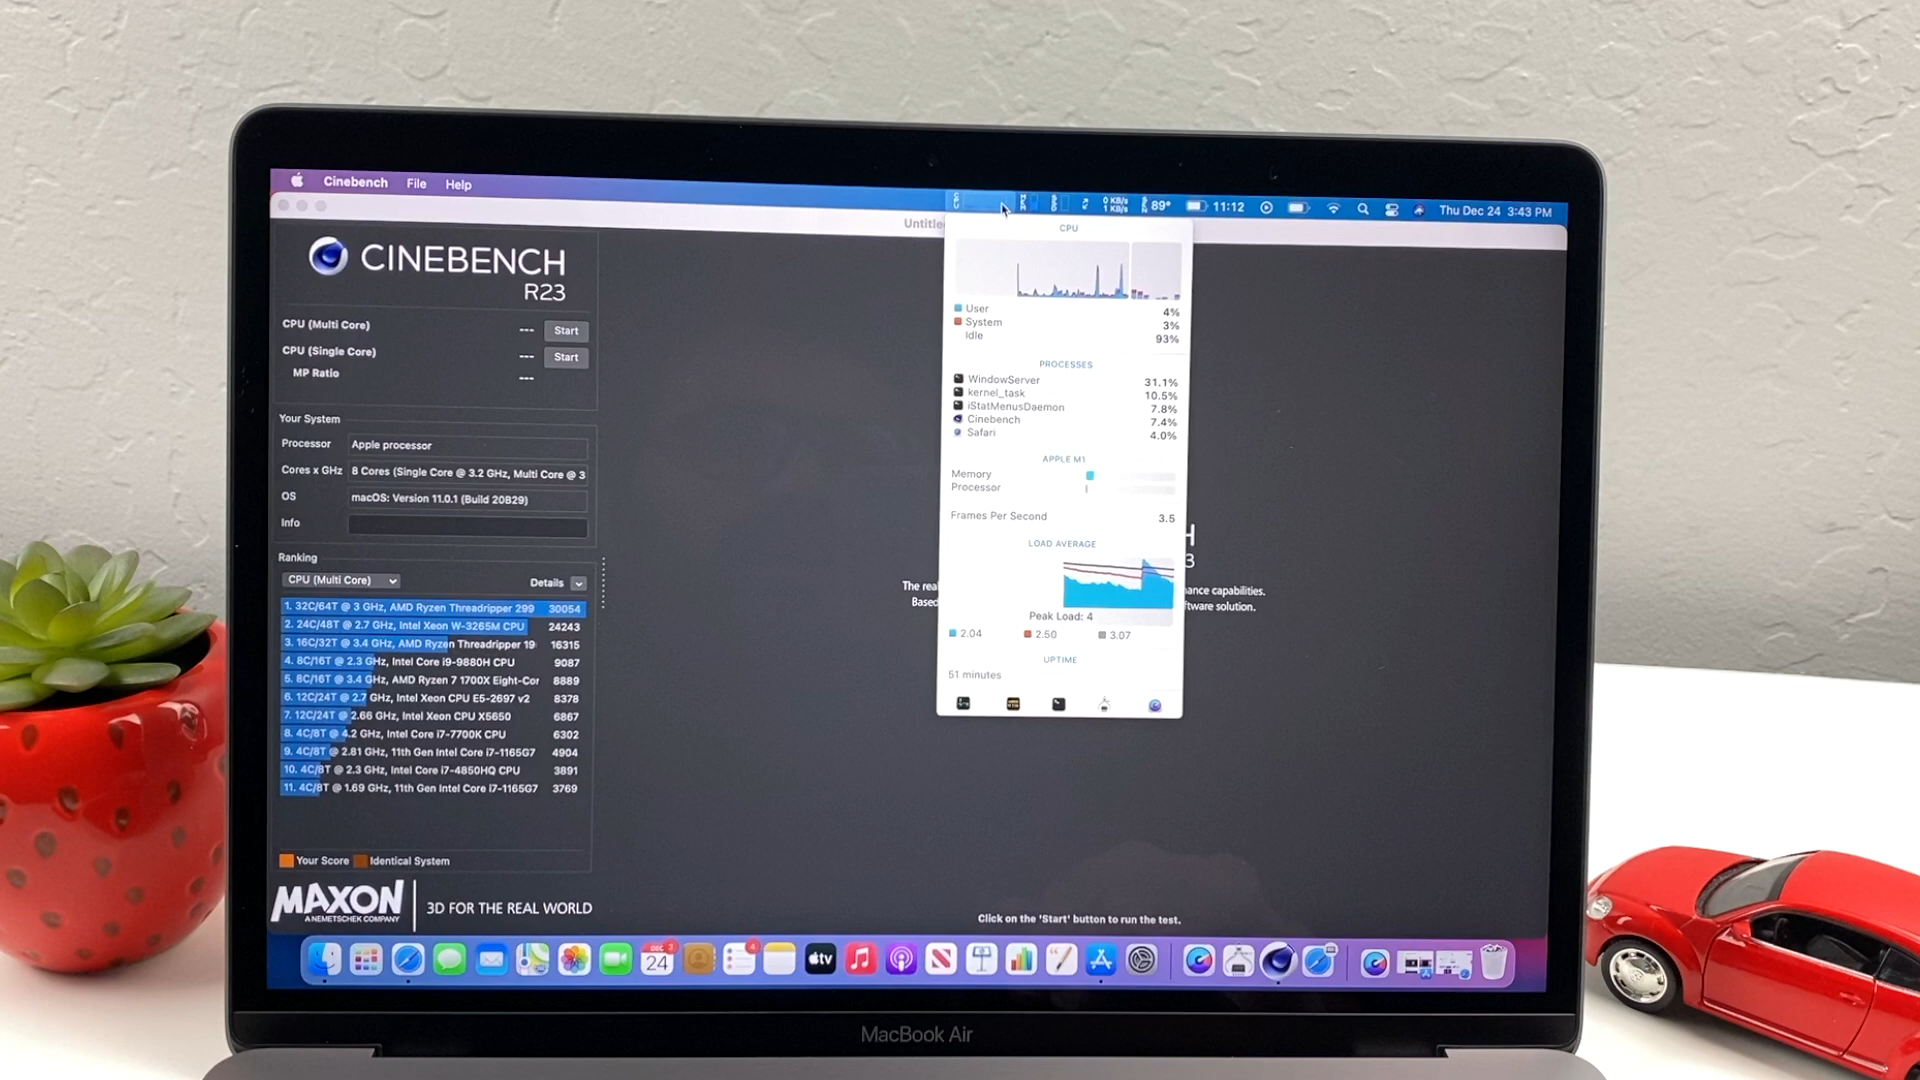 Cinebench File Help
0 KB/s
1 KB/s
89°
11:12
Thu Dec 24 3:43 PM
Untitle
CINEBENCH
R23
CPU (Multi Core) --- Start
CPU (Single Core) --- Start
MP Ratio ---
Your System
Processor Apple processor
Cores x GHz 8 Cores (Single Core @ 3.2 GHz, Multi Core @ 3
OS macOS: Version 11.0.1 (Build 20B29)
Info
Ranking
CPU (Multi Core) Details
1. 32C/64T @ 3 GHz, AMD Ryzen Threadripper 299 30054
2. 24C/48T @ 2.7 GHz, Intel Xeon W-3265M CPU 24243
3. 16C/32T @ 3.4 GHz, AMD Ryzen Threadripper 19 16315
4. 8C/16T @ 2.3 GHz, Intel Core i9-9880H CPU 9087
5. 8C/16T @ 3.4 GHz, AMD Ryzen 7 1700X Eight-Cor 8889
6. 12C/24T @ 2.7 GHz, Intel Xeon CPU E5-2697 v2 8378
7. 12C/24T @ 2.66 GHz, Intel Xeon CPU X5650 6867
8. 4C/8T @ 4.2 GHz, Intel Core i7-7700K CPU 6302
9. 4C/8T @ 2.81 GHz, 11th Gen Intel Core i7-1165G7 4904
10. 4C/8T @ 2.3 GHz, Intel Core i7-4850HQ CPU 3891
11. 4C/8T @ 1.69 GHz, 11th Gen Intel Core i7-1165G7 3769
Your Score Identical System
MAXON
A NEMETSCHEK COMPANY
3D FOR THE REAL WORLD
CPU
User 4%
System 3%
Idle 93%
PROCESSES
WindowServer 31.1%
kernel_task 10.5%
iStatMenusDaemon 7.8%
Cinebench 7.4%
Safari 4.0%
APPLE M1
Memory
Processor
Frames Per Second 3.5
LOAD AVERAGE
Peak Load: 4
2.04 2.50 3.07
UPTIME
51 minutes
H
3
The real
ance capabilities.
Based
ftware solution.
Click on the 'Start' button to run the test.
DEC 3
24
4
tv
MacBook Air